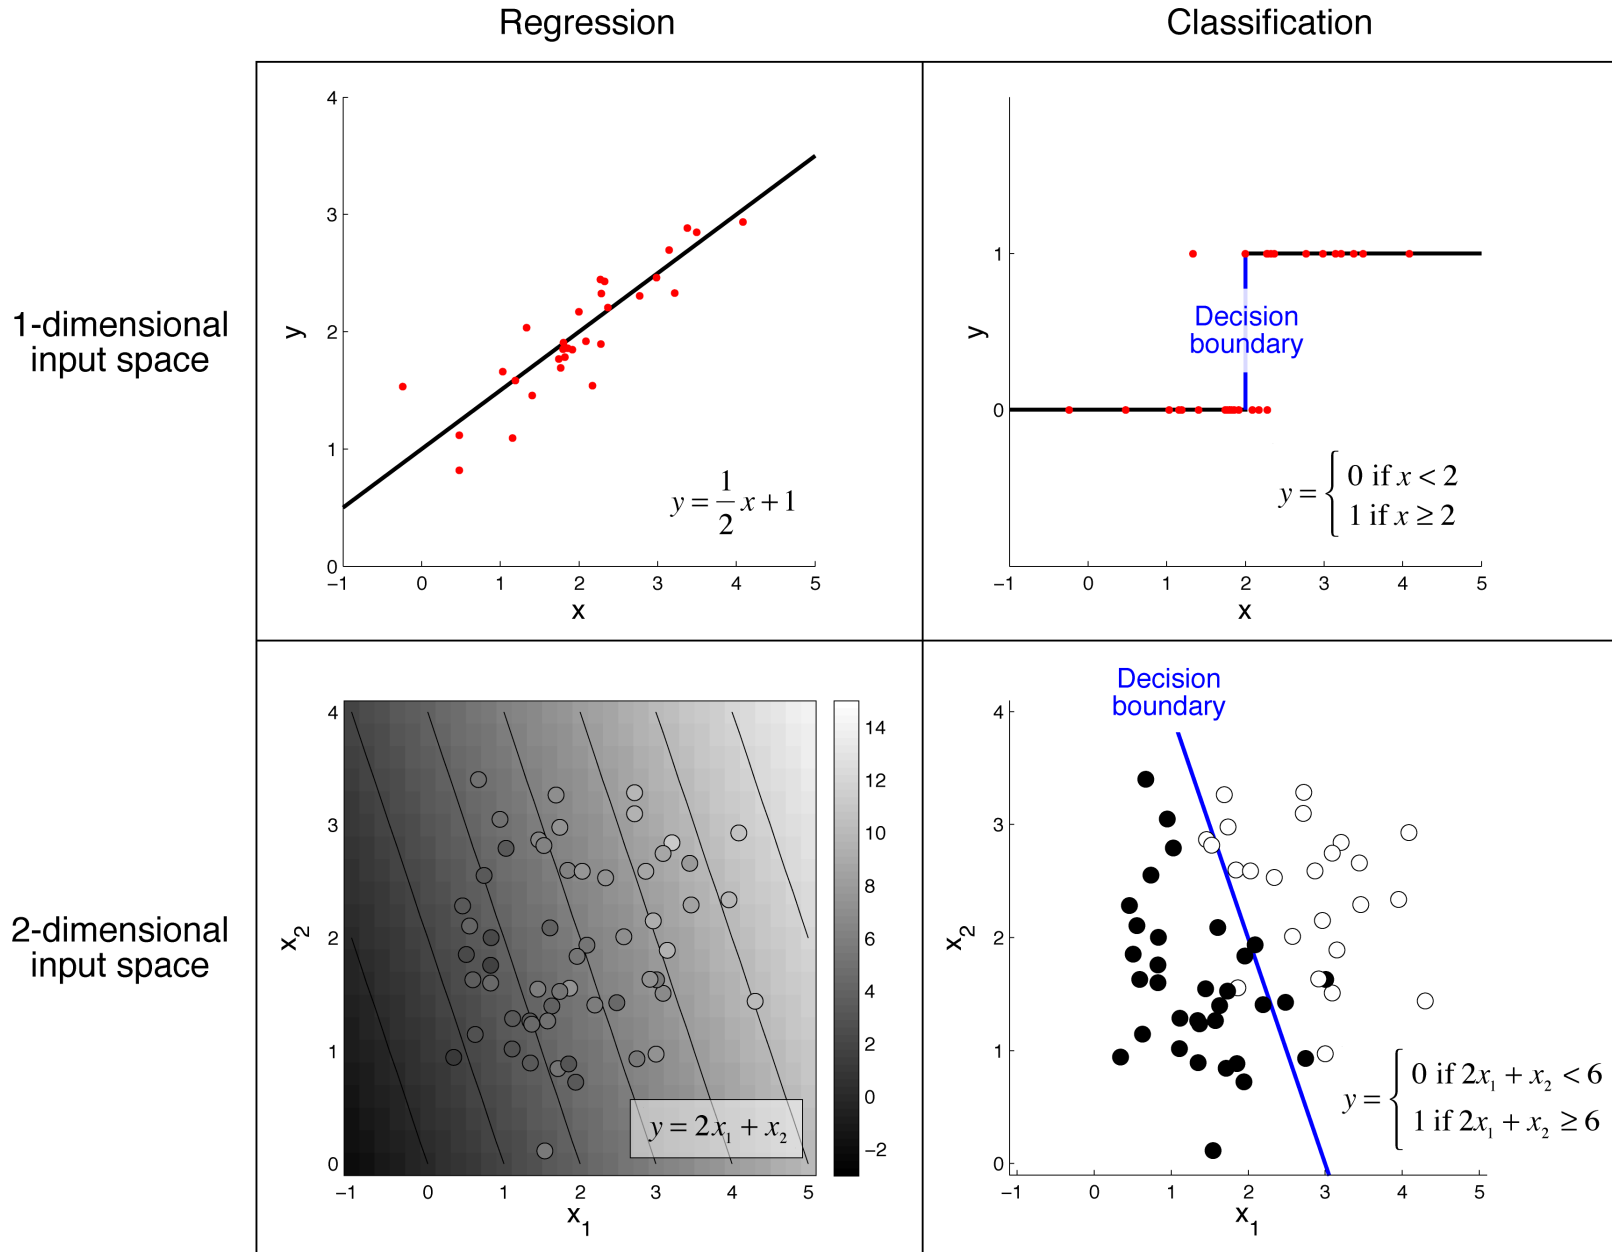 Regression
Classification
1-dimensional
input space
4
3
2
1
0
−1 0 1 2 3 4 5
x
y
y = 1/2 x + 1
1
0
−1 0 1 2 3 4 5
x
y
Decision
boundary
y = { 0 if x < 2
1 if x ≥ 2
2-dimensional
input space
4
3
2
1
0
−1 0 1 2 3 4 5
x₁
x₂
y = 2x₁ + x₂
14
12
10
8
6
4
2
0
−2
Decision
boundary
4
3
2
1
0
−1 0 1 2 3 4 5
x₁
x₂
y = { 0 if 2x₁ + x₂ < 6
1 if 2x₁ + x₂ ≥ 6